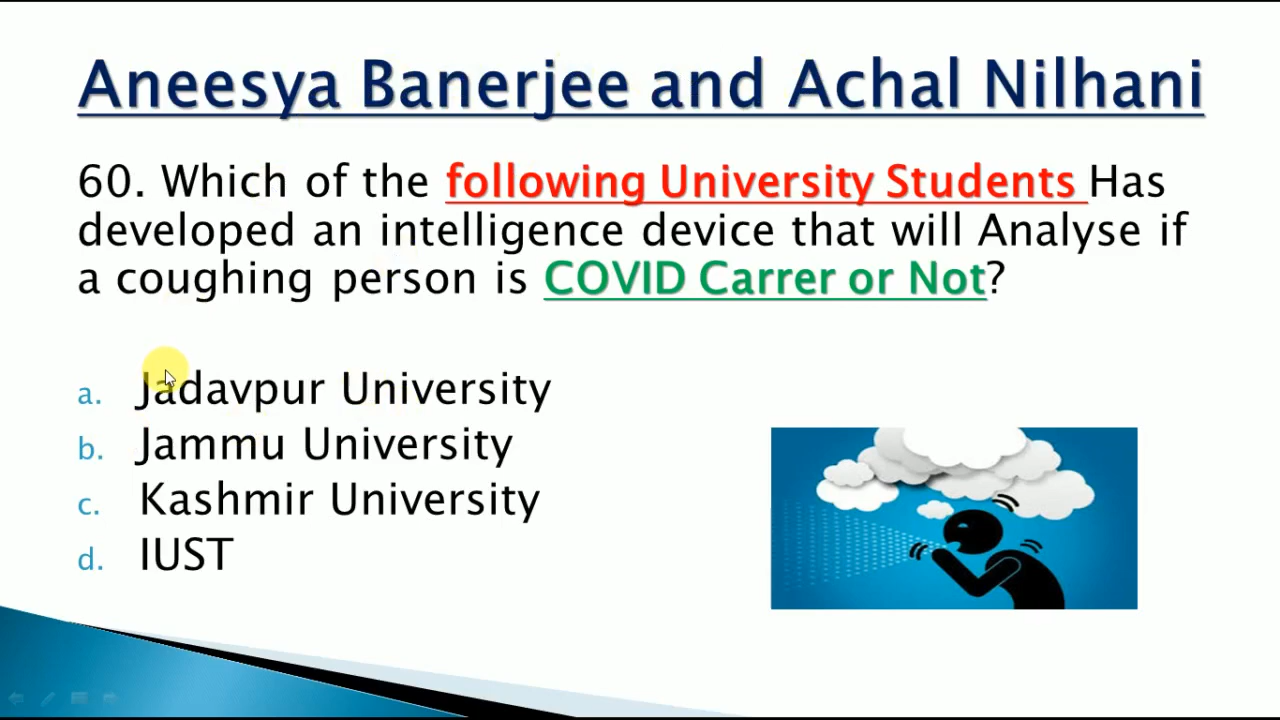 Aneesya Banerjee and Achal Nilhani
60. Which of the following University Students Has
developed an intelligence device that will Analyse if
a coughing person is COVID Carrer or Not?
a. Jadavpur University
b. Jammu University
c. Kashmir University
d. IUST